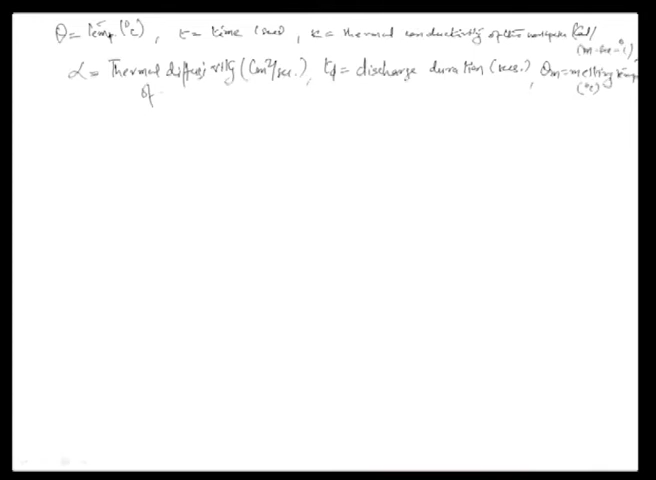 θ = Temp (°c), t = time (sec), k = thermal conductivity of the workpiece Cal/(cm-sec-°c),
α = Thermal diffusivity (Cm²/sec.), td = discharge duration (secs.), θm = melting temp (°c)
of